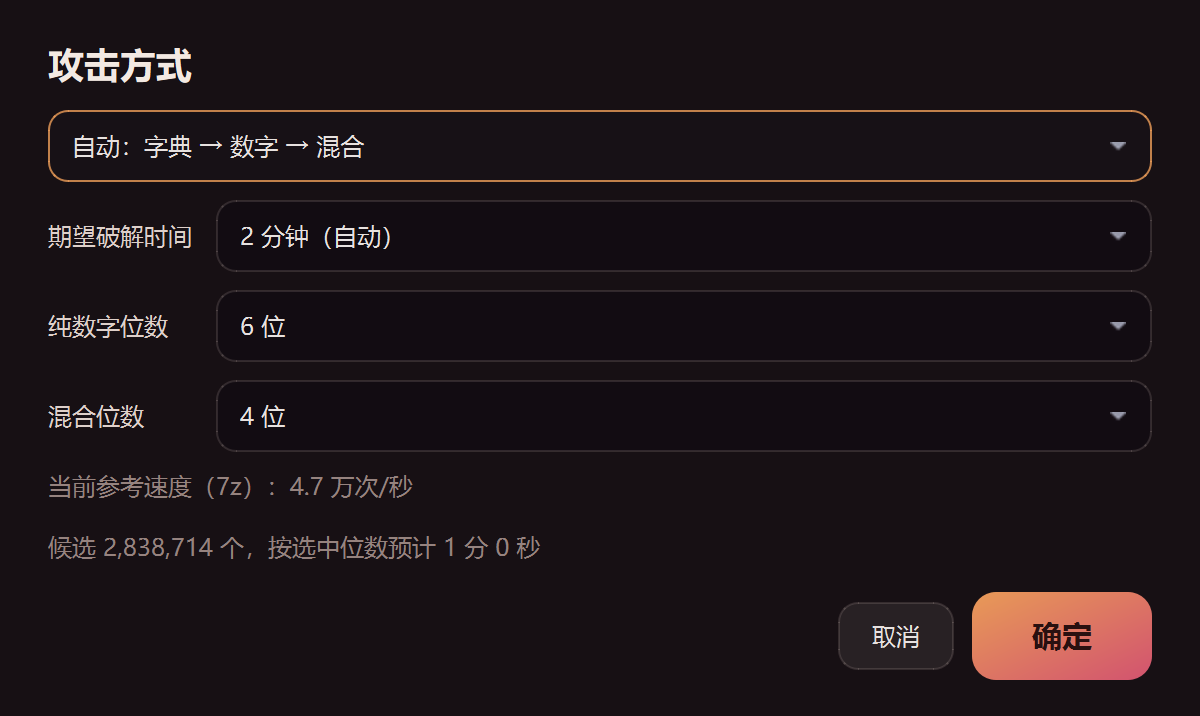 攻击方式
自动：字典 → 数字 → 混合
期望破解时间 2 分钟（自动）
纯数字位数 6 位
混合位数 4 位
当前参考速度（7z）：4.7 万次/秒
候选 2,838,714 个，按选中位数预计 1 分 0 秒
取消 确定